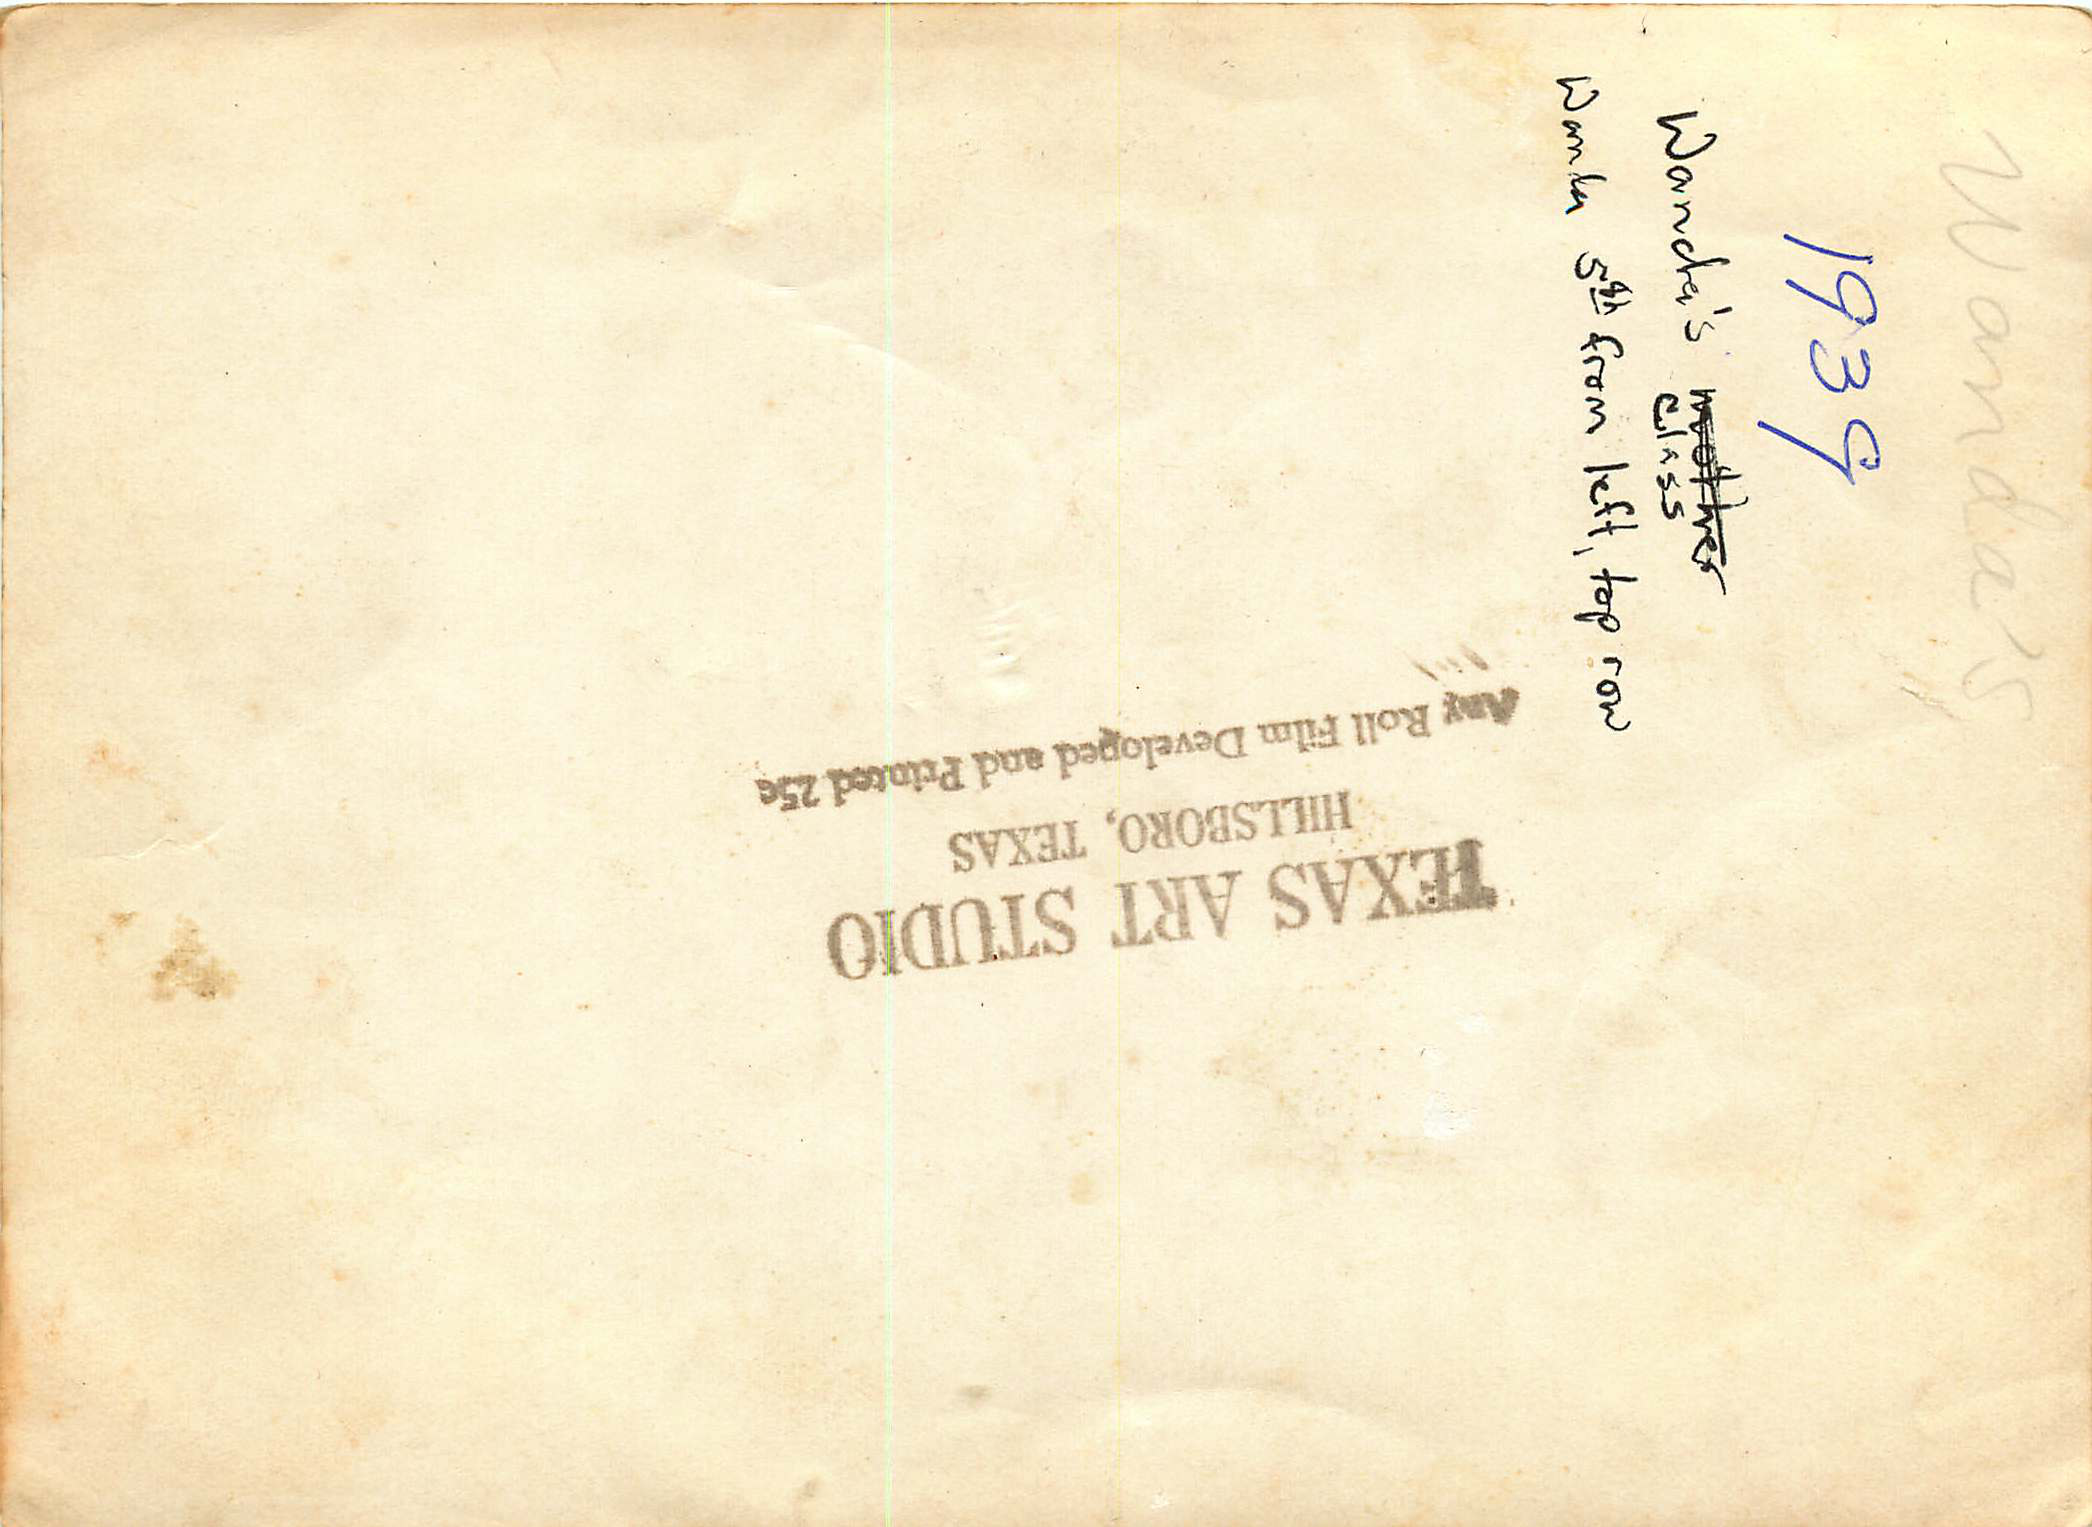 Wanda's
1939
Wanda's mother
class
Wanda 5th from left, top row
TEXAS ART STUDIO
HILLSBORO, TEXAS
Any Roll Film Developed and Printed 25c